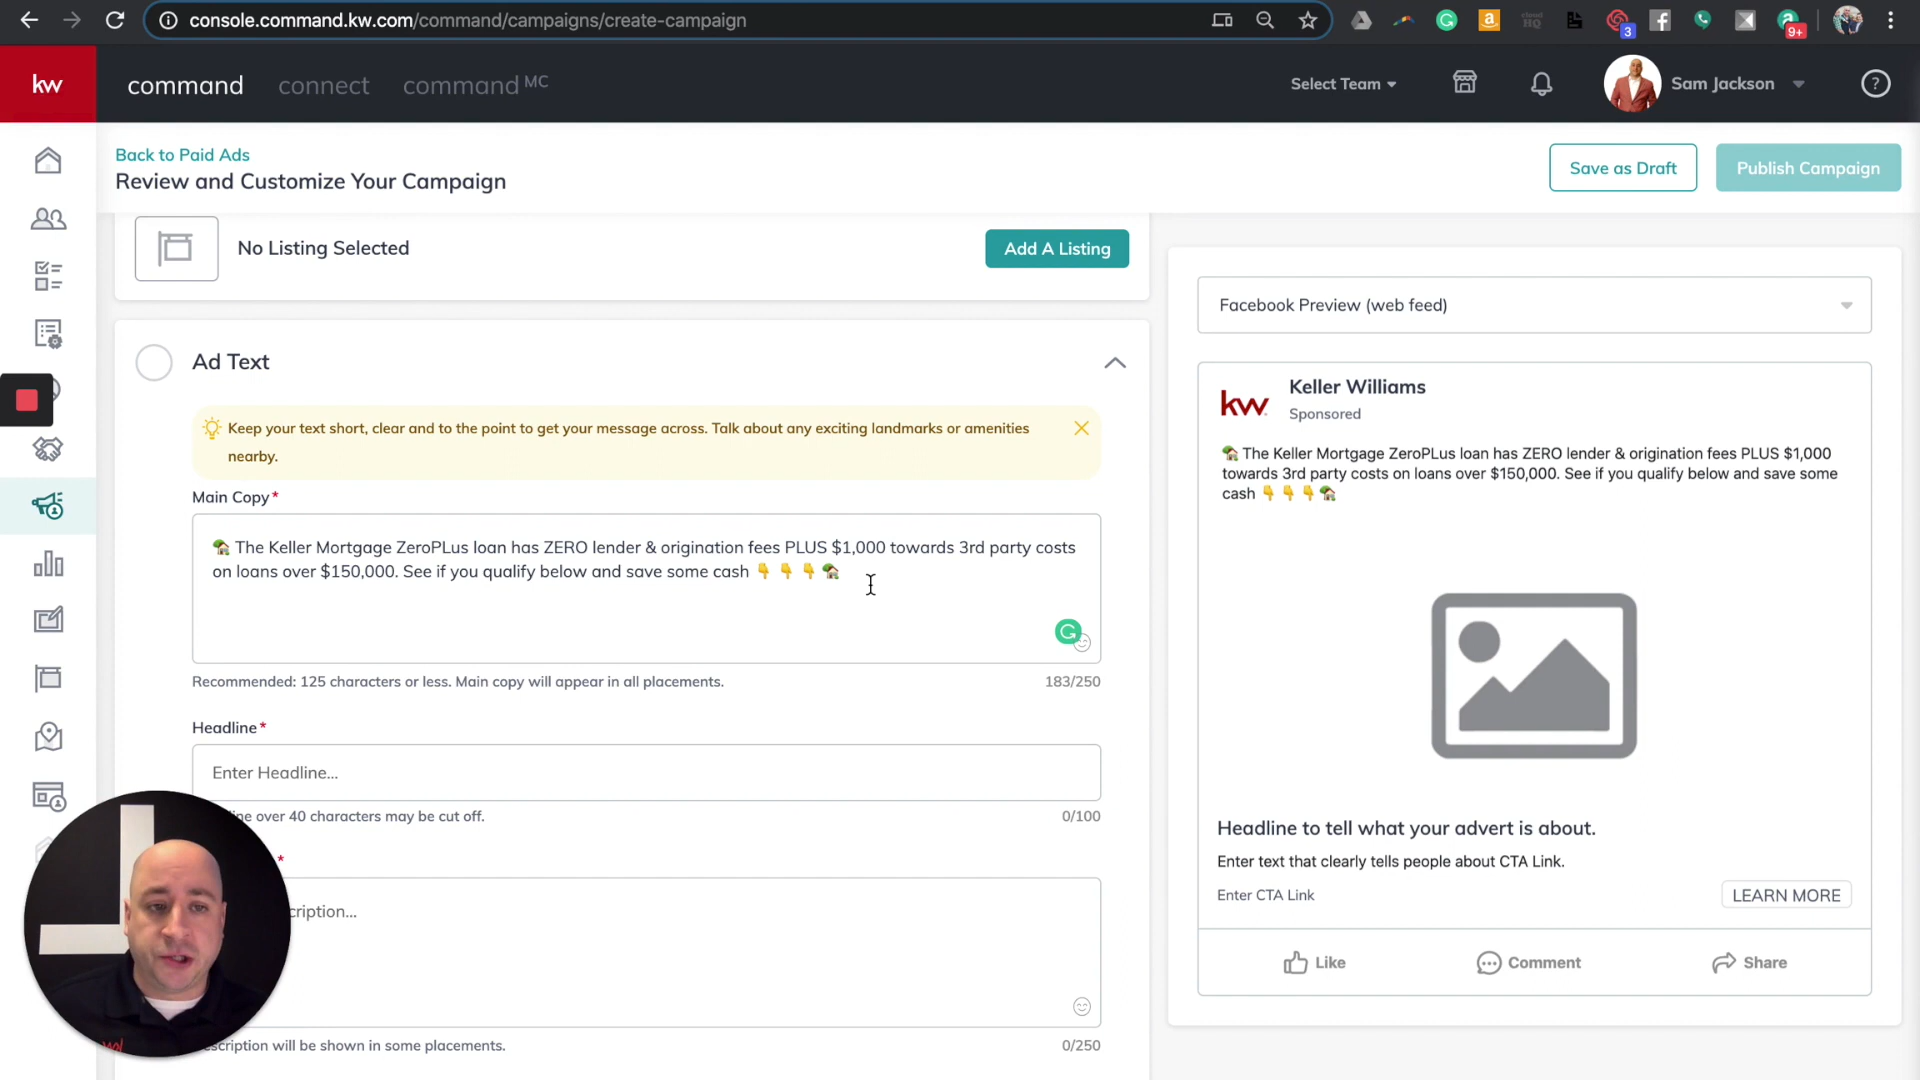 console.command.kw.com/command/campaigns/create-campaign
3
9+
kw
command
connect
command MC
Select Team
Sam Jackson
?
Back to Paid Ads
Review and Customize Your Campaign
Save as Draft
Publish Campaign
No Listing Selected
Add A Listing
Ad Text
Keep your text short, clear and to the point to get your message across. Talk about any exciting landmarks or amenities
nearby.
Main Copy*
🏡 The Keller Mortgage ZeroPLus loan has ZERO lender & origination fees PLUS $1,000 towards 3rd party costs
on loans over $150,000. See if you qualify below and save some cash 👇 👇 👇 🏡
Recommended: 125 characters or less. Main copy will appear in all placements.
183/250
Headline*
Enter Headline...
line over 40 characters may be cut off.
0/100
*
cription...
escription will be shown in some placements.
0/250
Facebook Preview (web feed)
kw
Keller Williams
Sponsored
🏡 The Keller Mortgage ZeroPLus loan has ZERO lender & origination fees PLUS $1,000
towards 3rd party costs on loans over $150,000. See if you qualify below and save some
cash 👇 👇 👇 🏡
Headline to tell what your advert is about.
Enter text that clearly tells people about CTA Link.
Enter CTA Link
LEARN MORE
Like
Comment
Share